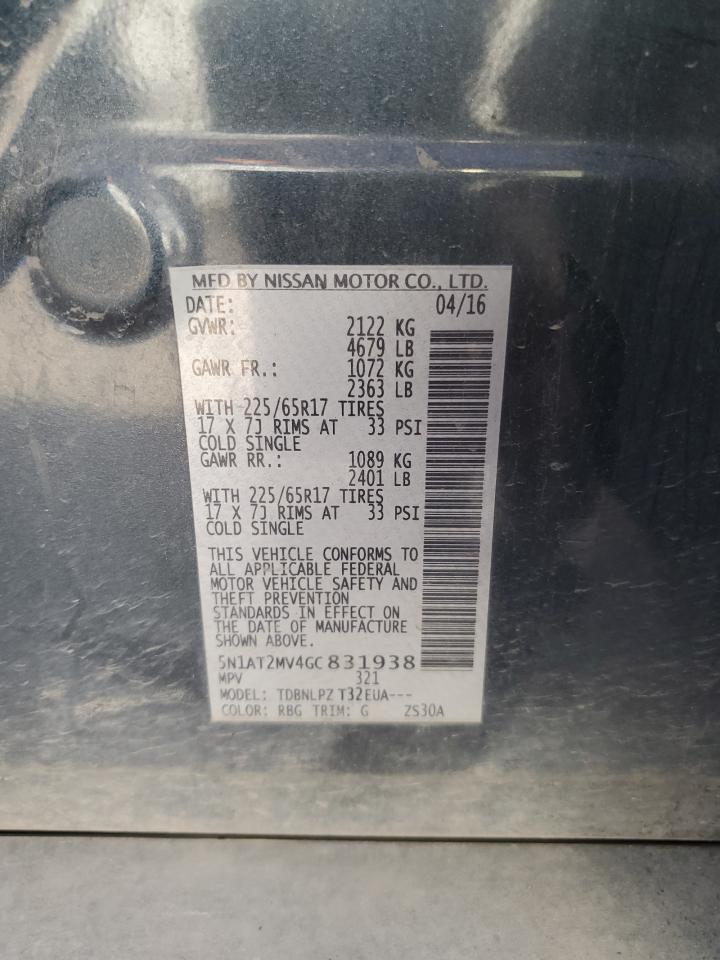 MFD BY NISSAN MOTOR CO., LTD.
DATE: 04/16
GVWR: 2122 KG
4679 LB
GAWR FR.: 1072 KG
2363 LB
WITH 225/65R17 TIRES
17 X 7J RIMS AT 33 PSI
COLD SINGLE
GAWR RR.: 1089 KG
2401 LB
WITH 225/65R17 TIRES
17 X 7J RIMS AT 33 PSI
COLD SINGLE
THIS VEHICLE CONFORMS TO
ALL APPLICABLE FEDERAL
MOTOR VEHICLE SAFETY AND
THEFT PREVENTION
STANDARDS IN EFFECT ON
THE DATE OF MANUFACTURE
SHOWN ABOVE.
5N1AT2MV4GC831938
MPV 321
MODEL: TDBNLPZ T32EUA---
COLOR: RBG TRIM: G ZS30A